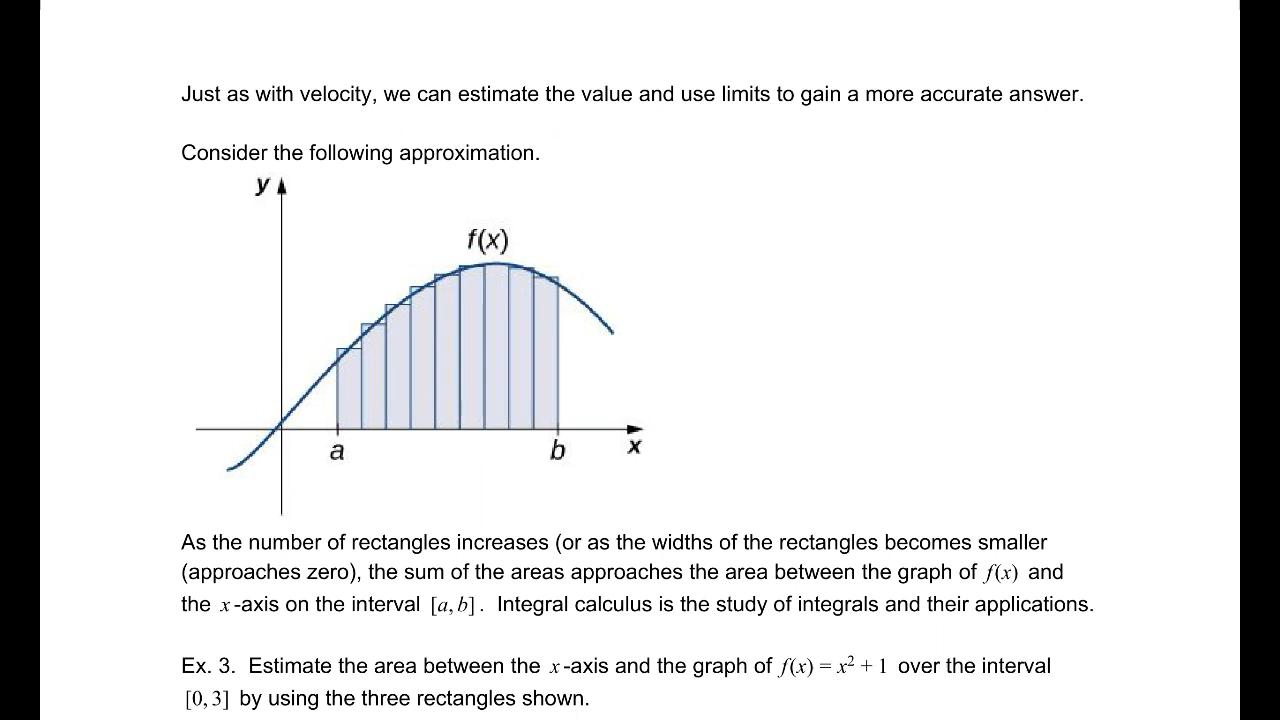 Just as with velocity, we can estimate the value and use limits to gain a more accurate answer.
Consider the following approximation.
y
f(x)
a
b
x
As the number of rectangles increases (or as the widths of the rectangles becomes smaller
(approaches zero), the sum of the areas approaches the area between the graph of f(x) and
the x-axis on the interval [a,b]. Integral calculus is the study of integrals and their applications.
Ex. 3. Estimate the area between the x-axis and the graph of f(x) = x² + 1 over the interval
[0,3] by using the three rectangles shown.